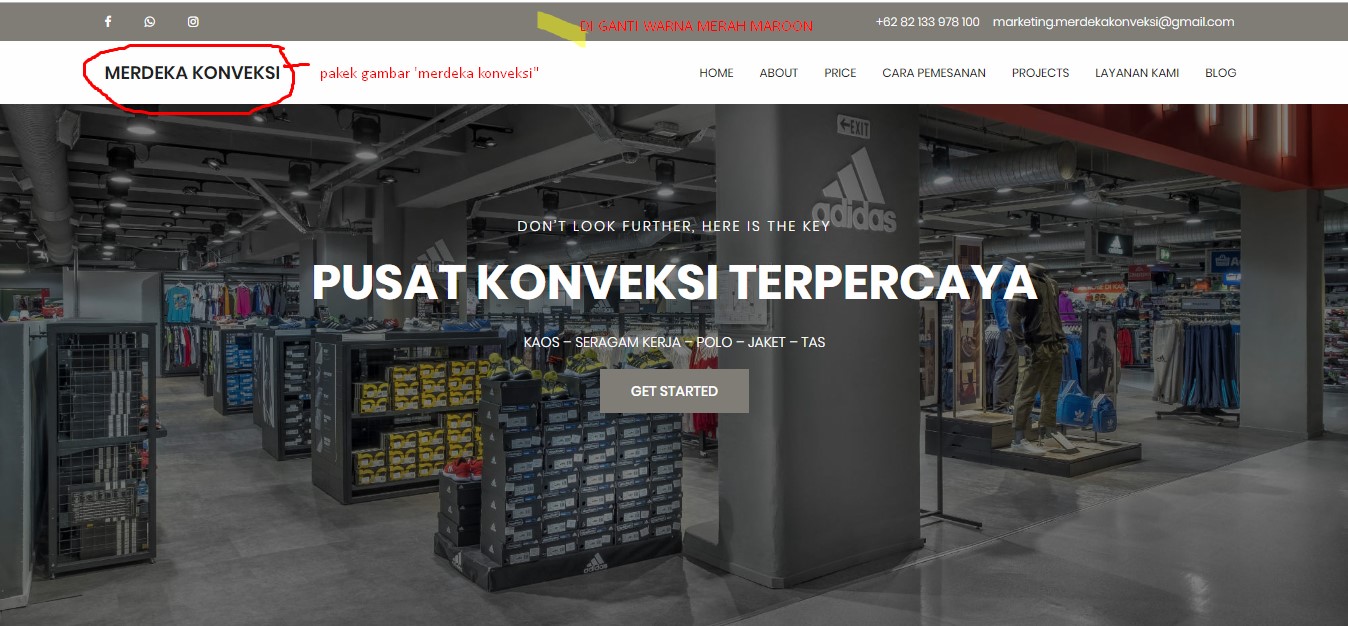 DI GANTI WARNA MERAH MAROON
+62 82 133 978 100 marketing.merdekakonveksi@gmail.com
MERDEKA KONVEKSI
pakek gambar 'merdeka konveksi"
HOME ABOUT PRICE CARA PEMESANAN PROJECTS LAYANAN KAMI BLOG
EXIT
adidas
DON'T LOOK FURTHER, HERE IS THE KEY
PUSAT KONVEKSI TERPERCAYA
KAOS – SERAGAM KERJA – POLO – JAKET – TAS
GET STARTED
adidas